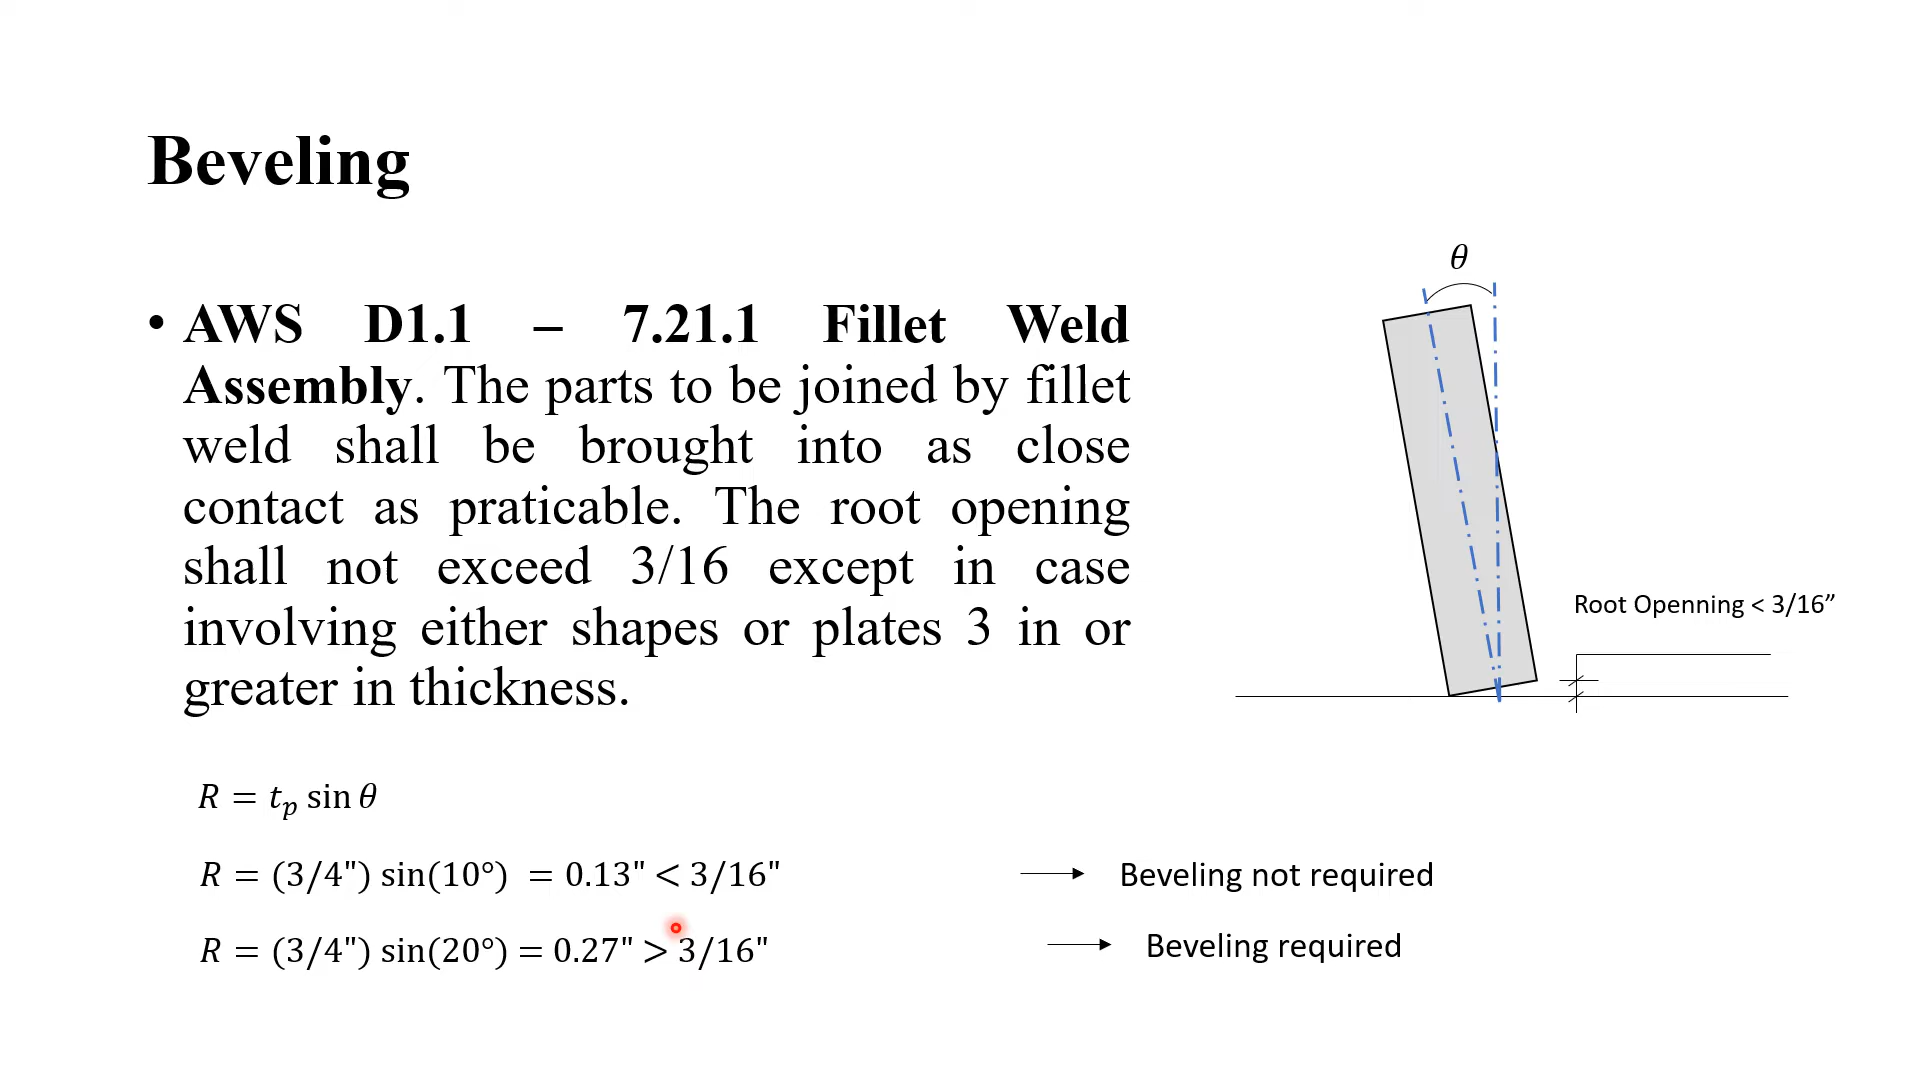 Beveling
θ
• AWS D1.1 – 7.21.1 Fillet Weld
Assembly. The parts to be joined by fillet
weld shall be brought into as close
contact as praticable. The root opening
shall not exceed 3/16 except in case
involving either shapes or plates 3 in or
greater in thickness.
Root Openning < 3/16”
R = tₚ sin θ
R = (3/4") sin(10°) = 0.13" < 3/16"
Beveling not required
R = (3/4") sin(20°) = 0.27" > 3/16"
Beveling required